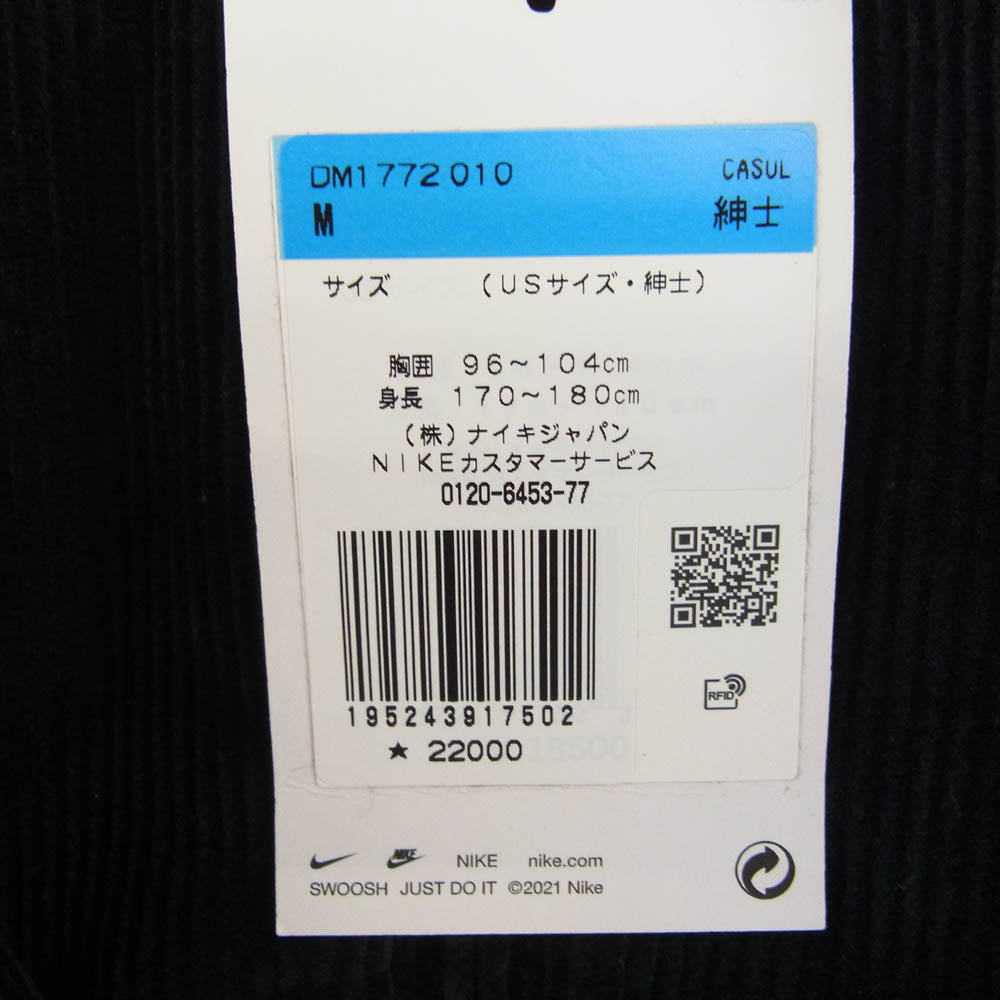 DM1772 010 CASUL
M 紳士
サイズ (USサイズ・紳士)
胸囲 96~104cm
身長 170~180cm
(株)ナイキジャパン
NIKEカスタマーサービス
0120-6453-77
195243917502
★ 22000 18500
RFID
NIKE NIKE nike.com
SWOOSH JUST DO IT ©2021 Nike